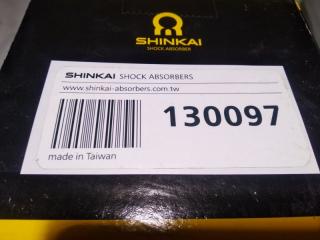 SHINKAI
SHOCK ABSORBER
SHINKAI SHOCK ABSORBERS
www.shinkai-absorbers.com.tw
130097
made in Taiwan